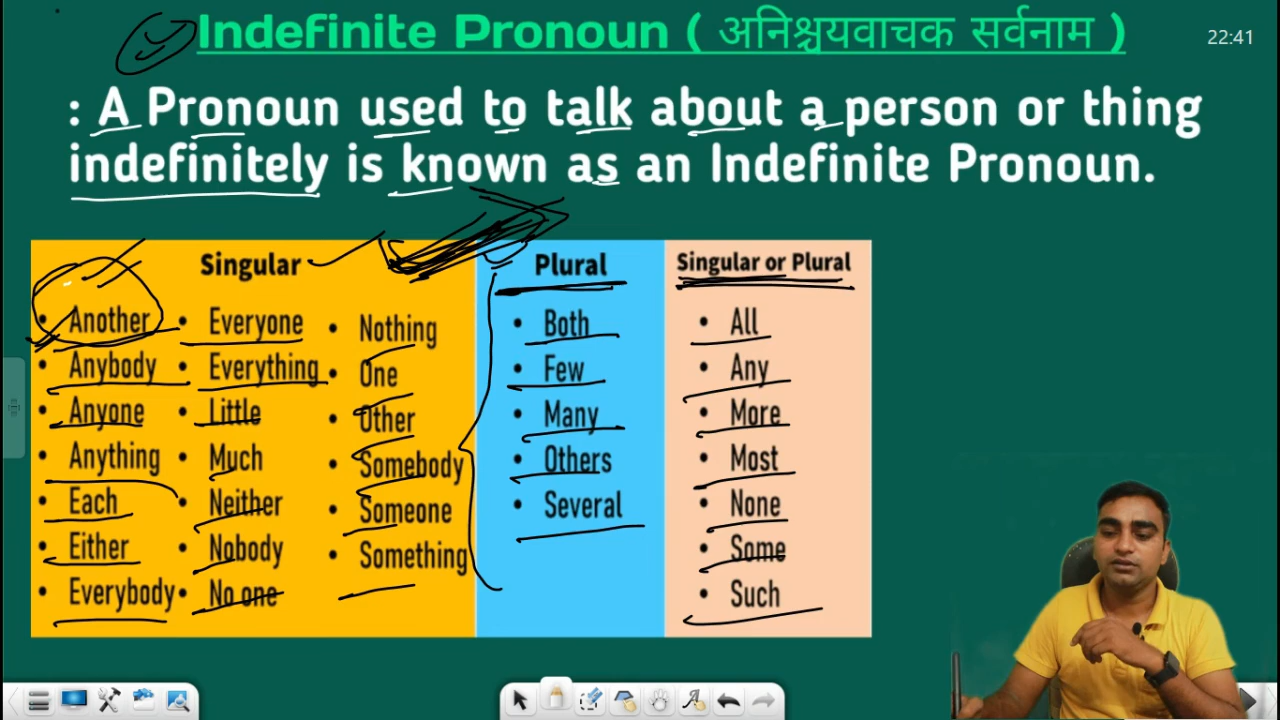 Indefinite Pronoun ( अनिश्चयवाचक सर्वनाम )
22:41
: A Pronoun used to talk about a person or thing
indefinitely is known as an Indefinite Pronoun.
Singular
• Another
• Anybody
• Anyone
• Anything
• Each
• Either
• Everybody
• Everyone
• Everything
• Little
• Much
• Neither
• Nobody
• No one
• Nothing
• One
• Other
• Somebody
• Someone
• Something
Plural
• Both
• Few
• Many
• Others
• Several
Singular or Plural
• All
• Any
• More
• Most
• None
• Some
• Such